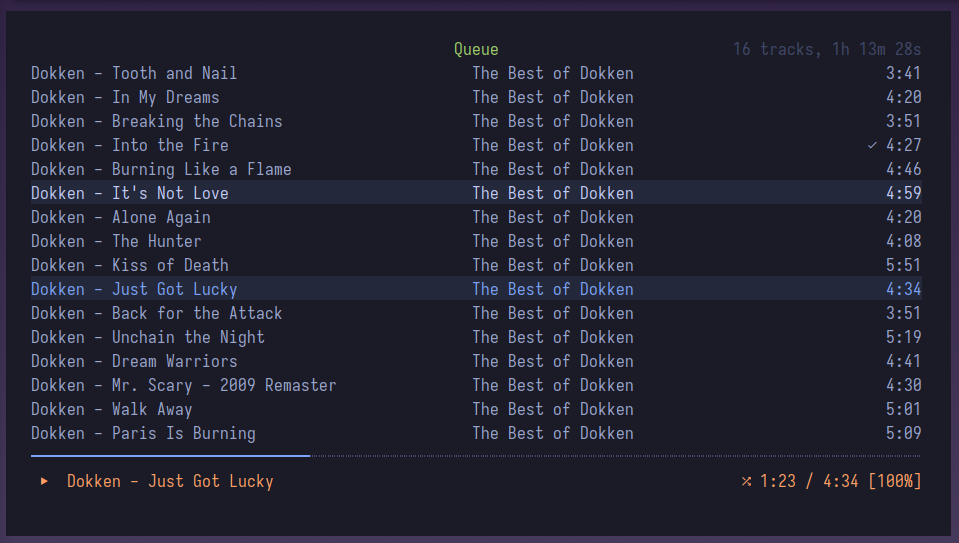 Queue 16 tracks, 1h 13m 28s
Dokken - Tooth and Nail The Best of Dokken 3:41
Dokken - In My Dreams The Best of Dokken 4:20
Dokken - Breaking the Chains The Best of Dokken 3:51
Dokken - Into the Fire The Best of Dokken ✓ 4:27
Dokken - Burning Like a Flame The Best of Dokken 4:46
Dokken - It's Not Love The Best of Dokken 4:59
Dokken - Alone Again The Best of Dokken 4:20
Dokken - The Hunter The Best of Dokken 4:08
Dokken - Kiss of Death The Best of Dokken 5:51
Dokken - Just Got Lucky The Best of Dokken 4:34
Dokken - Back for the Attack The Best of Dokken 3:51
Dokken - Unchain the Night The Best of Dokken 5:19
Dokken - Dream Warriors The Best of Dokken 4:41
Dokken - Mr. Scary - 2009 Remaster The Best of Dokken 4:30
Dokken - Walk Away The Best of Dokken 5:01
Dokken - Paris Is Burning The Best of Dokken 5:09
▶ Dokken - Just Got Lucky ⤮ 1:23 / 4:34 [100%]